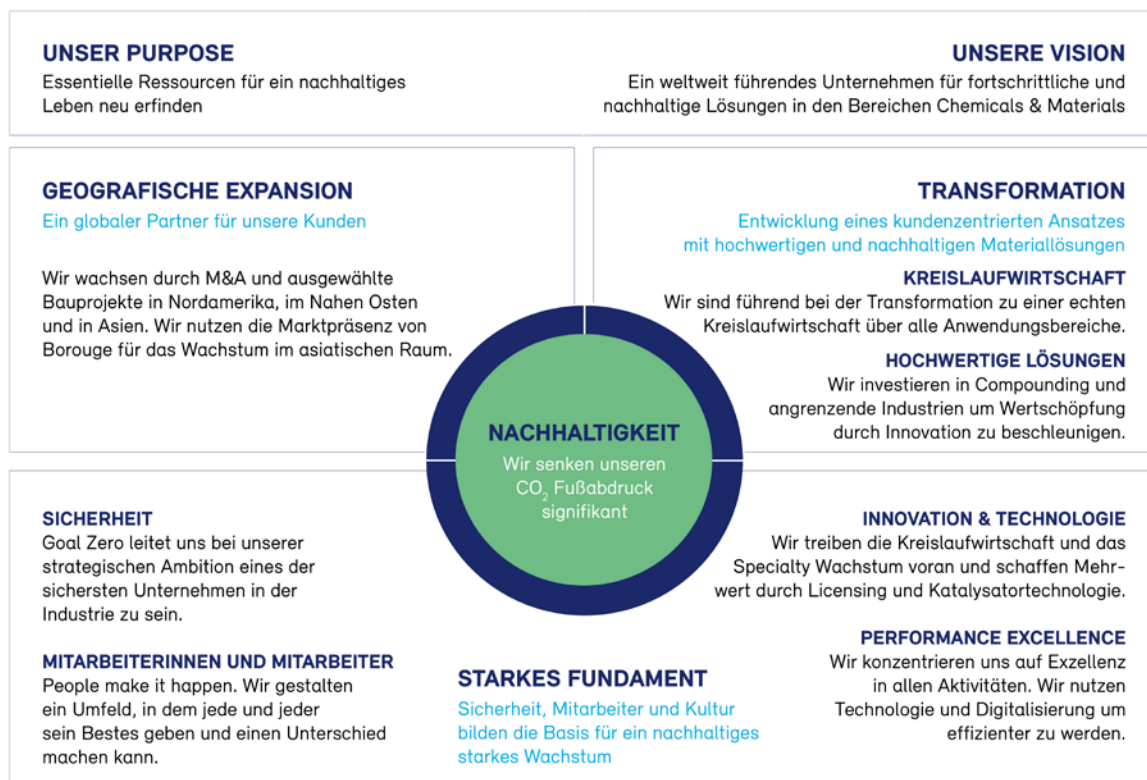 UNSER PURPOSE
Essentielle Ressourcen für ein nachhaltiges
Leben neu erfinden
UNSERE VISION
Ein weltweit führendes Unternehmen für fortschrittliche und
nachhaltige Lösungen in den Bereichen Chemicals & Materials
GEOGRAFISCHE EXPANSION
Ein globaler Partner für unsere Kunden
Wir wachsen durch M&A und ausgewählte
Bauprojekte in Nordamerika, im Nahen Osten
und in Asien. Wir nutzen die Marktpräsenz von
Borouge für das Wachstum im asiatischen Raum.
TRANSFORMATION
Entwicklung eines kundenzentrierten Ansatzes
mit hochwertigen und nachhaltigen Materiallösungen
KREISLAUFWIRTSCHAFT
Wir sind führend bei der Transformation zu einer echten
Kreislaufwirtschaft über alle Anwendungsbereiche.
HOCHWERTIGE LÖSUNGEN
Wir investieren in Compounding und
angrenzende Industrien um Wertschöpfung
durch Innovation zu beschleunigen.
NACHHALTIGKEIT
Wir senken unseren
CO₂ Fußabdruck
signifikant
SICHERHEIT
Goal Zero leitet uns bei unserer
strategischen Ambition eines der
sichersten Unternehmen in der
Industrie zu sein.
MITARBEITERINNEN UND MITARBEITER
People make it happen. Wir gestalten
ein Umfeld, in dem jede und jeder
sein Bestes geben und einen Unterschied
machen kann.
STARKES FUNDAMENT
Sicherheit, Mitarbeiter und Kultur
bilden die Basis für ein nachhaltiges
starkes Wachstum
INNOVATION & TECHNOLOGIE
Wir treiben die Kreislaufwirtschaft und das
Specialty Wachstum voran und schaffen Mehr-
wert durch Licensing und Katalysatortechnologie.
PERFORMANCE EXCELLENCE
Wir konzentrieren uns auf Exzellenz
in allen Aktivitäten. Wir nutzen
Technologie und Digitalisierung um
effizienter zu werden.